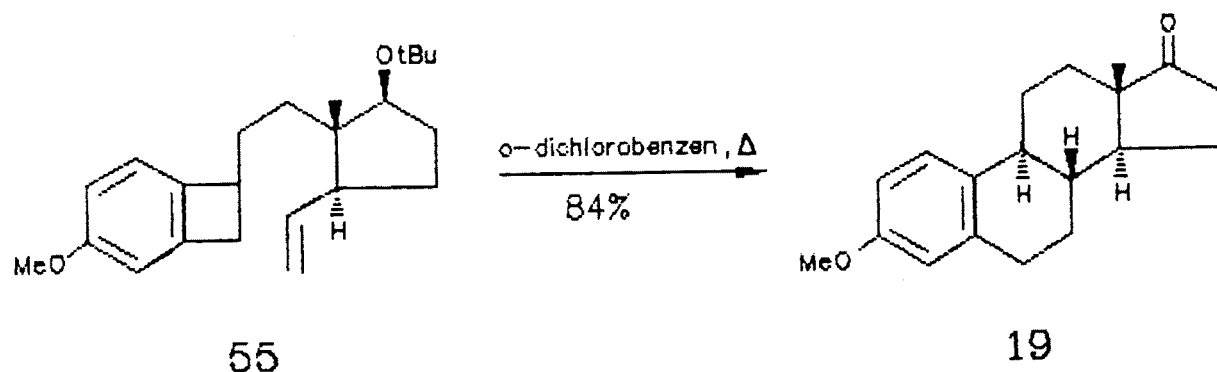 OtBu
O
o-dichlorobenzen, Δ
84%
H
H
H
H
MeO
MeO
55
19